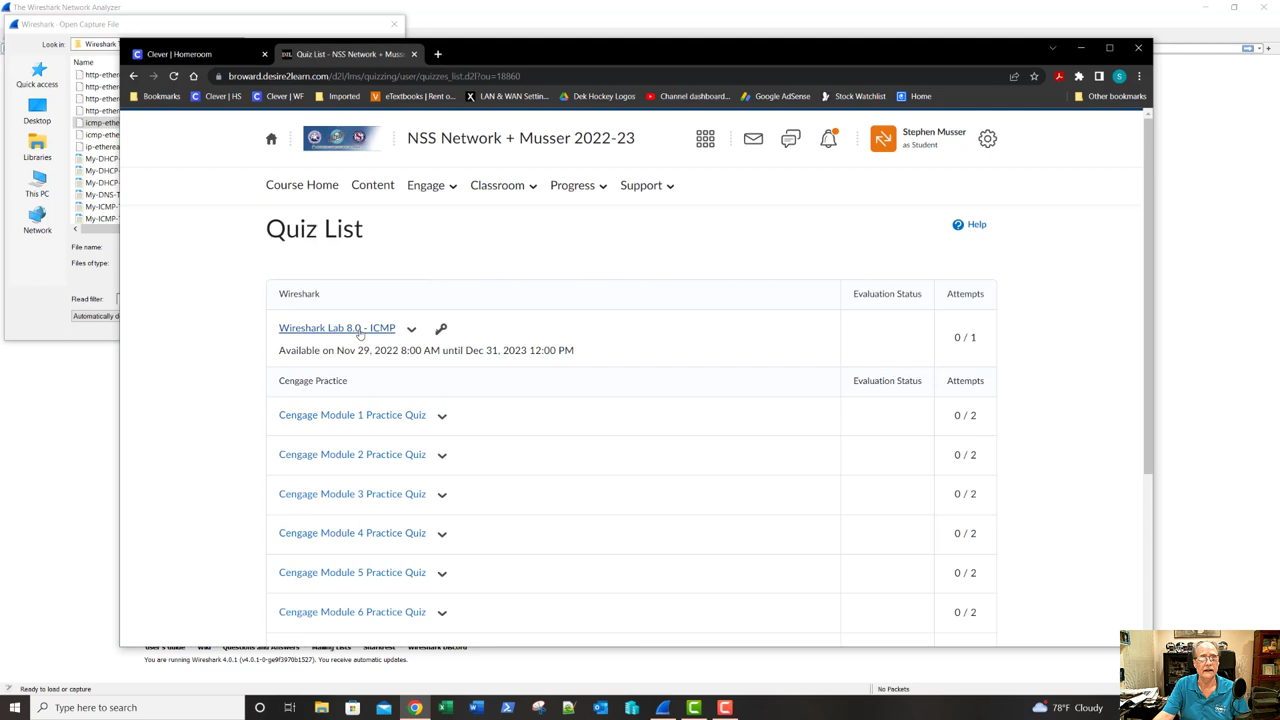 The Wireshark Network Analyzer
Wireshark · Open Capture File
Look in:
Wireshark T
Clever | Homeroom
Quiz List - NSS Network + Muss
broward.desire2learn.com/d2l/lms/quizzing/user/quizzes_list.d2l?ou=18860
Bookmarks
Clever | HS
Clever | WF
Imported
eTextbooks | Rent o...
LAN & WAN Settin...
Dek Hockey Logos
Channel dashboard...
Google AdSense
Stock Watchlist
Home
Other bookmarks
Quick access
Desktop
Libraries
This PC
Network
Name
http-ethere
http-ethere
http-ethere
http-ethere
icmp-ethe
icmp-ethe
ip-etherea
My-DHCP-
My-DHCP-
My-DHCP-
My-DNS-T
My-ICMP-T
My-ICMP-T
File name:
Files of type:
Read filter:
Automatically de
NSS Network + Musser 2022-23
Stephen Musser
as Student
Course Home
Content
Engage
Classroom
Progress
Support
Quiz List
Help
Wireshark
Evaluation Status
Attempts
Wireshark Lab 8.0 - ICMP
Available on Nov 29, 2022 8:00 AM until Dec 31, 2023 12:00 PM
0 / 1
Cengage Practice
Evaluation Status
Attempts
Cengage Module 1 Practice Quiz
0 / 2
Cengage Module 2 Practice Quiz
0 / 2
Cengage Module 3 Practice Quiz
0 / 2
Cengage Module 4 Practice Quiz
0 / 2
Cengage Module 5 Practice Quiz
0 / 2
Cengage Module 6 Practice Quiz
0 / 2
User's Guide · Wiki · Questions and Answers · Mailing Lists · SharkFest · Wireshark Discord
You are running Wireshark 4.0.1 (v4.0.1-0-ge9f3970b1527). You receive automatic updates.
Ready to load or capture
No Packets
Type here to search
78°F Cloudy